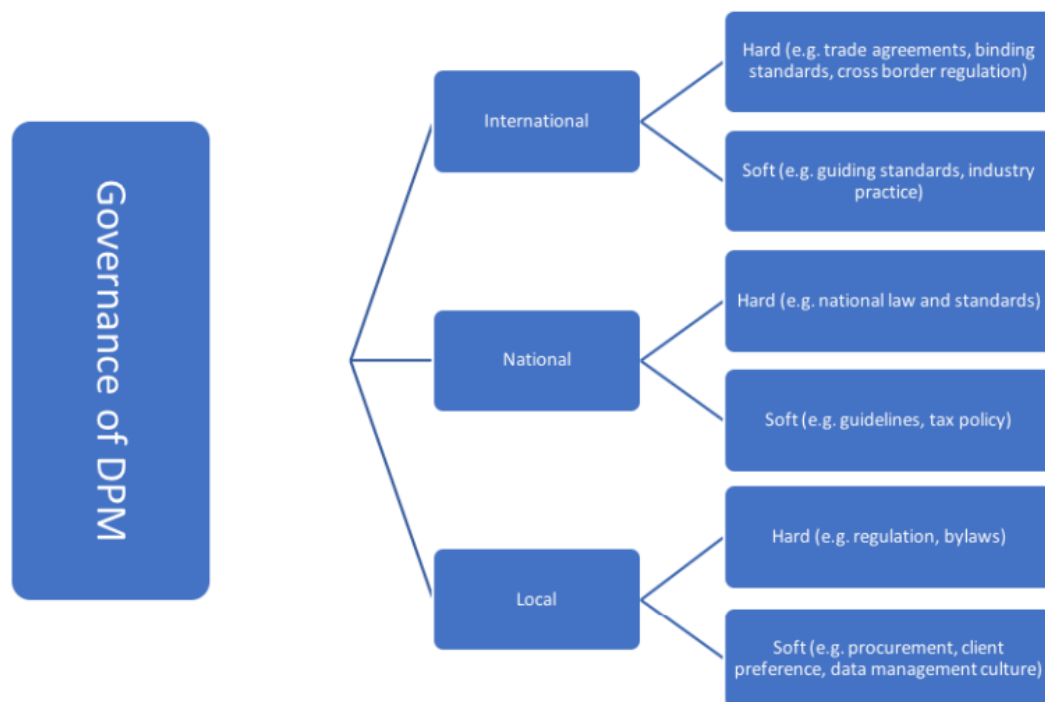 Governance of DPM
International
Hard (e.g. trade agreements, binding
standards, cross border regulation)
Soft (e.g. guiding standards, industry
practice)
National
Hard (e.g. national law and standards)
Soft (e.g. guidelines, tax policy)
Local
Hard (e.g. regulation, bylaws)
Soft (e.g. procurement, client
preference, data management culture)